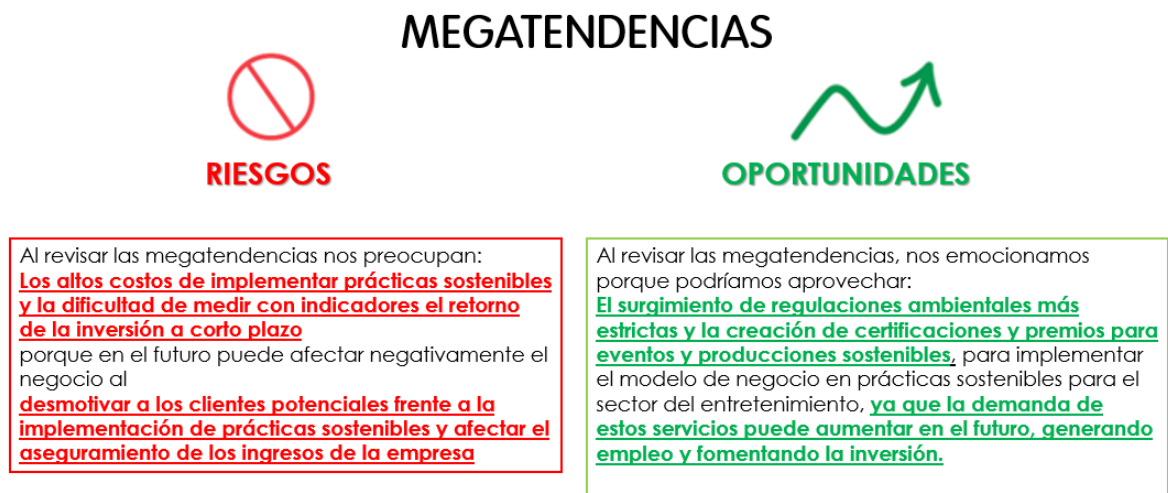 MEGATENDENCIAS
RIESGOS
OPORTUNIDADES
Al revisar las megatendencias nos preocupan:
Los altos costos de implementar prácticas sostenibles
y la dificultad de medir con indicadores el retorno
de la inversión a corto plazo
porque en el futuro puede afectar negativamente el
negocio al
desmotivar a los clientes potenciales frente a la
implementación de prácticas sostenibles y afectar el
aseguramiento de los ingresos de la empresa
Al revisar las megatendencias, nos emocionamos
porque podríamos aprovechar:
El surgimiento de regulaciones ambientales más
estrictas y la creación de certificaciones y premios para
eventos y producciones sostenibles, para implementar
el modelo de negocio en prácticas sostenibles para el
sector del entretenimiento, ya que la demanda de
estos servicios puede aumentar en el futuro, generando
empleo y fomentando la inversión.